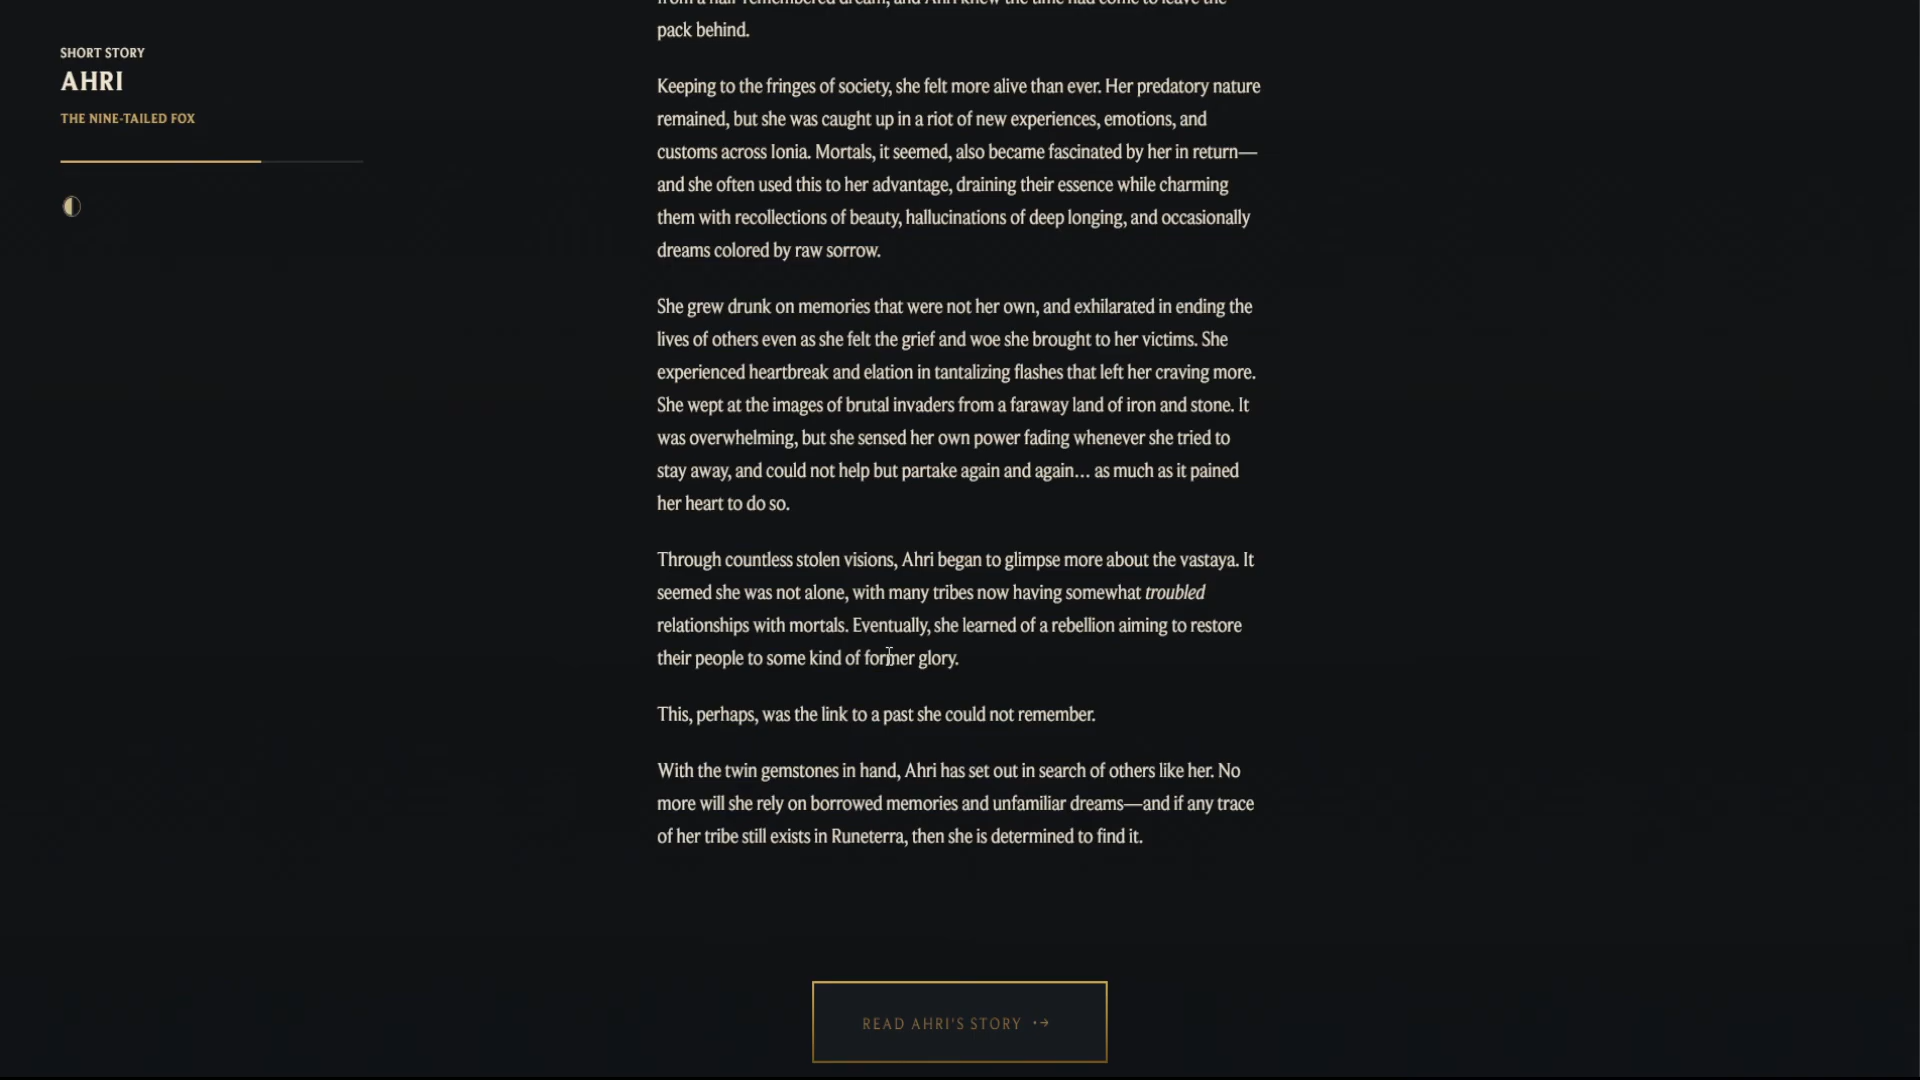 SHORT STORY
AHRI
THE NINE-TAILED FOX
pack behind.
Keeping to the fringes of society, she felt more alive than ever. Her predatory nature
remained, but she was caught up in a riot of new experiences, emotions, and
customs across Ionia. Mortals, it seemed, also became fascinated by her in return—
and she often used this to her advantage, draining their essence while charming
them with recollections of beauty, hallucinations of deep longing, and occasionally
dreams colored by raw sorrow.
She grew drunk on memories that were not her own, and exhilarated in ending the
lives of others even as she felt the grief and woe she brought to her victims. She
experienced heartbreak and elation in tantalizing flashes that left her craving more.
She wept at the images of brutal invaders from a faraway land of iron and stone. It
was overwhelming, but she sensed her own power fading whenever she tried to
stay away, and could not help but partake again and again… as much as it pained
her heart to do so.
Through countless stolen visions, Ahri began to glimpse more about the vastaya. It
seemed she was not alone, with many tribes now having somewhat troubled
relationships with mortals. Eventually, she learned of a rebellion aiming to restore
their people to some kind of former glory.
This, perhaps, was the link to a past she could not remember.
With the twin gemstones in hand, Ahri has set out in search of others like her. No
more will she rely on borrowed memories and unfamiliar dreams—and if any trace
of her tribe still exists in Runeterra, then she is determined to find it.
READ AHRI'S STORY